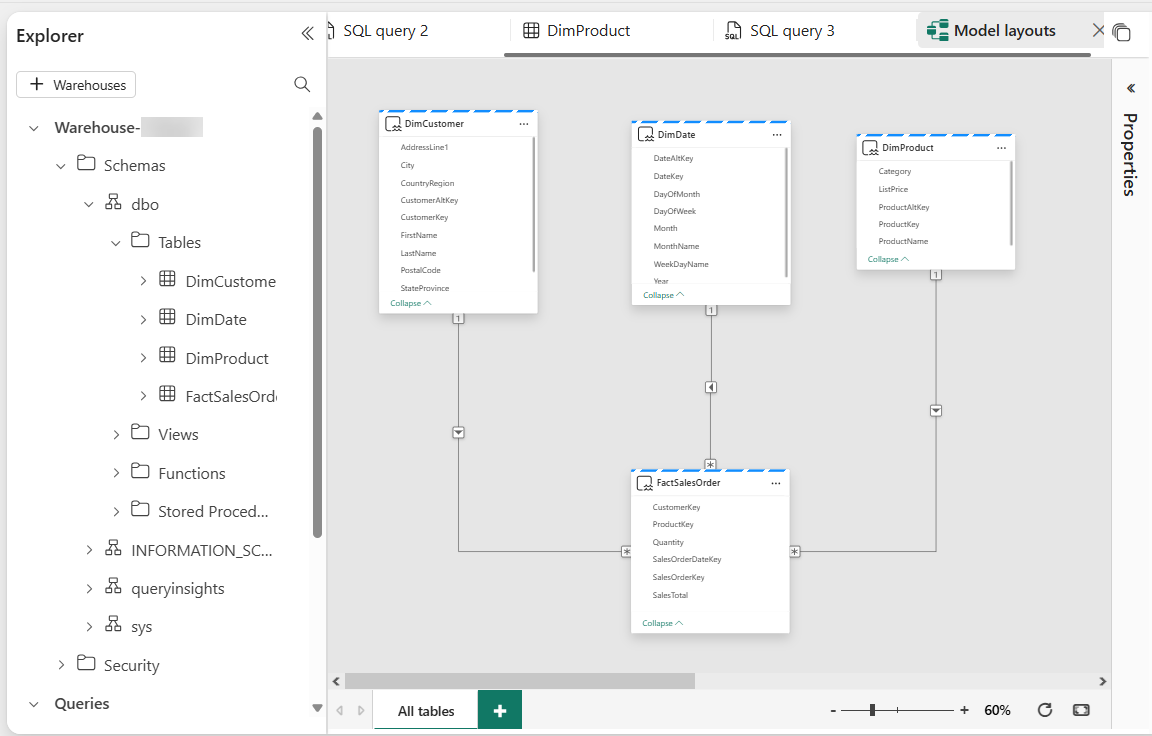 Explorer
Warehouses
Warehouse-
Schemas
dbo
Tables
DimCustome
DimDate
DimProduct
FactSalesOrd
Views
Functions
Stored Proced...
INFORMATION_SC...
queryinsights
sys
Security
Queries
SQL query 2
DimProduct
SQL
SQL query 3
Model layouts
Properties
DimCustomer
AddressLine1
City
CountryRegion
CustomerAltKey
CustomerKey
FirstName
LastName
PostalCode
StateProvince
Collapse
1
DimDate
DateAltKey
DateKey
DayOfMonth
DayOfWeek
Month
MonthName
WeekDayName
Year
Collapse
1
DimProduct
Category
ListPrice
ProductAltKey
ProductKey
ProductName
Collapse
1
FactSalesOrder
CustomerKey
ProductKey
Quantity
SalesOrderDateKey
SalesOrderKey
SalesTotal
Collapse
All tables
60%